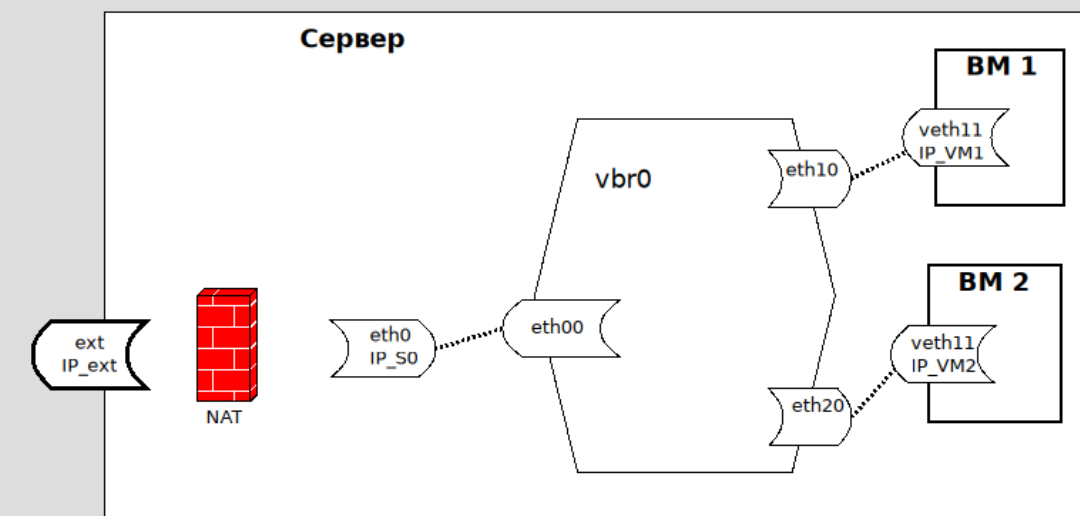 Сервер
ВМ 1
veth11
IP_VM1
eth10
vbr0
ВМ 2
eth00
eth0
IP_S0
ext
IP_ext
veth11
IP_VM2
eth20
NAT